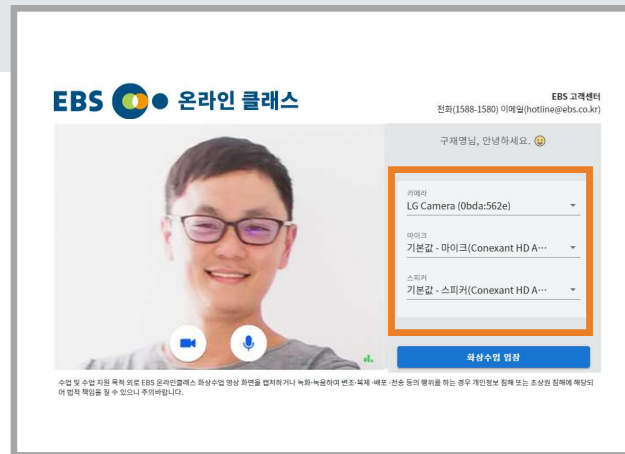 EBS 온라인 클래스
EBS 고객센터
전화(1588-1580) 이메일(hotline@ebs.co.kr)
구재명님, 안녕하세요. 😃
카메라
LG Camera (0bda:562e)
마이크
기본값 - 마이크(Conexant HD A…
스피커
기본값 - 스피커(Conexant HD A…
화상수업 입장
수업 및 수업 지원 목적 외로 EBS 온라인클래스 화상수업 영상 화면을 캡처하거나 녹화·녹음하여 변조·복제 ·배포 ·전송 등의 행위를 하는 경우 개인정보 침해 또는 초상권 침해에 해당되
어 법적 책임을 질 수 있으니 주의바랍니다.